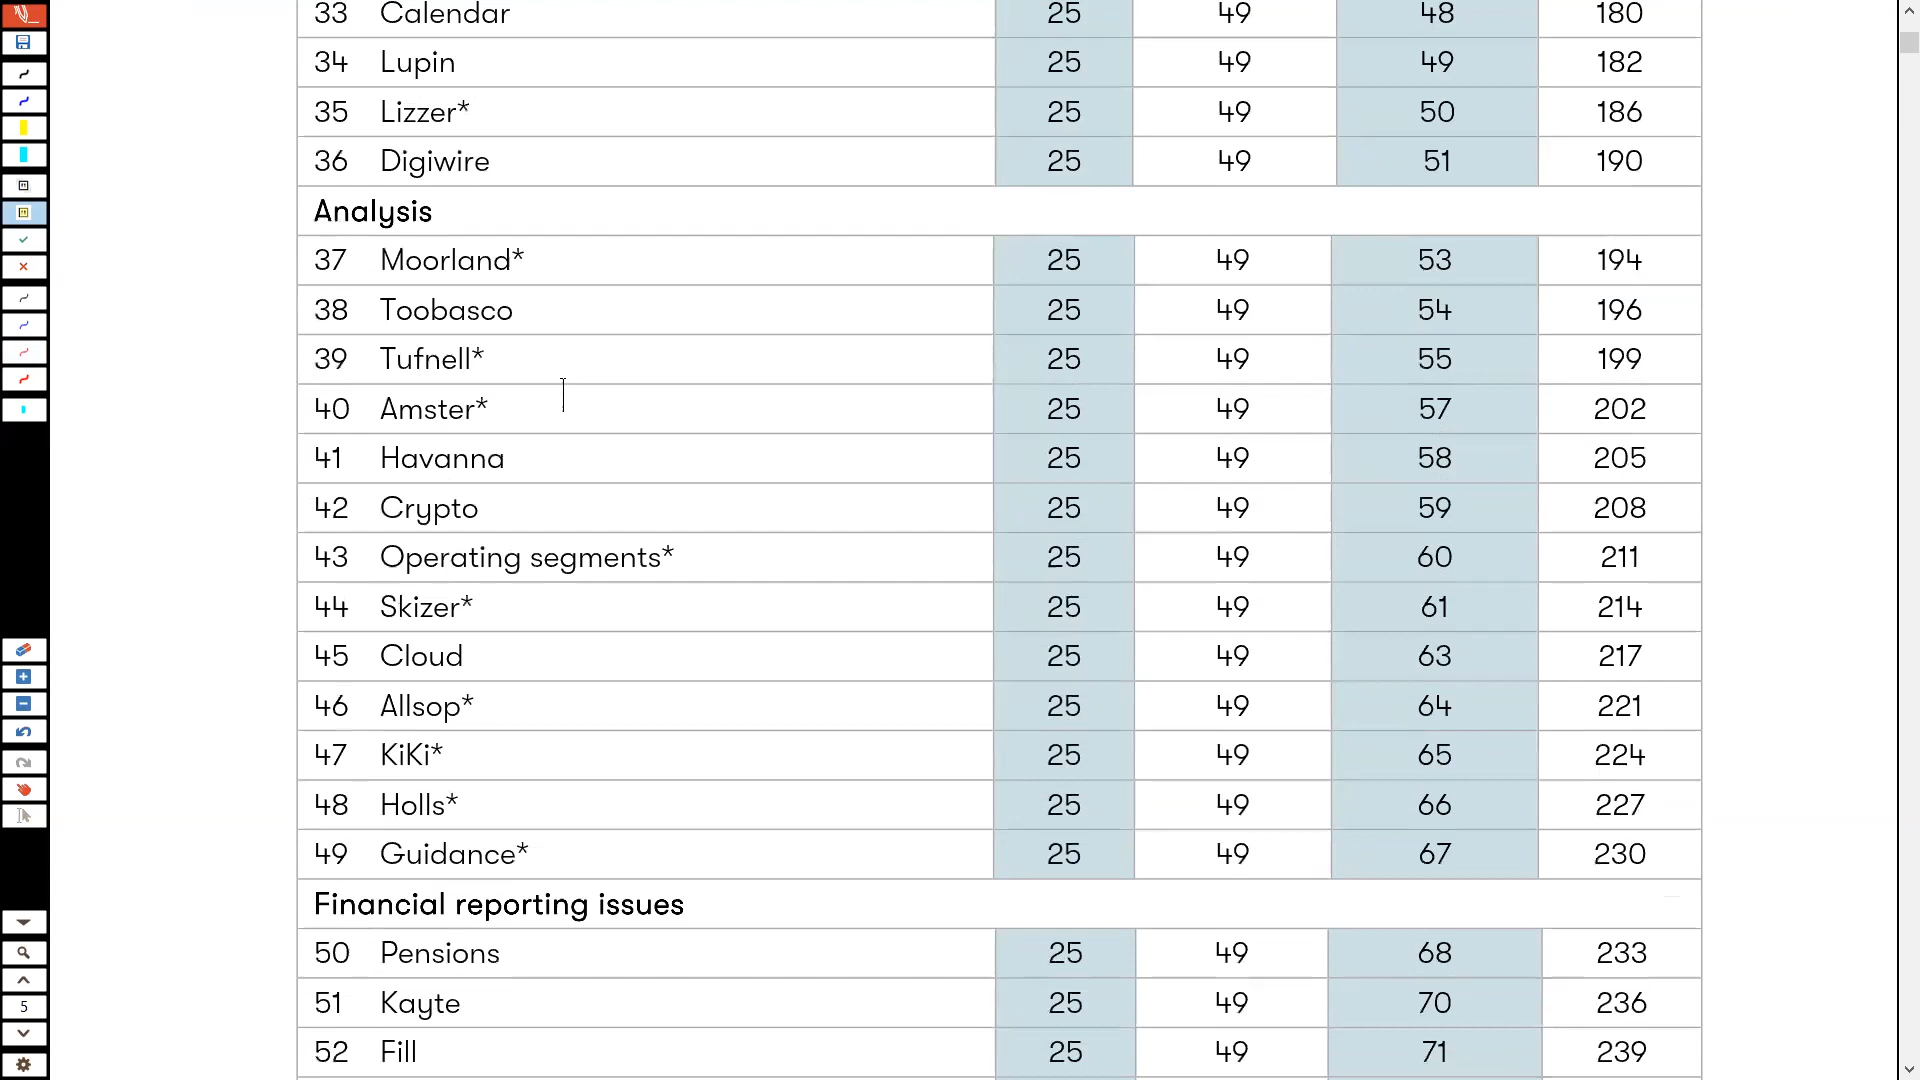 33 Calendar 25 49 48 180
34 Lupin 25 49 49 182
35 Lizzer* 25 49 50 186
36 Digiwire 25 49 51 190
Analysis
37 Moorland* 25 49 53 194
38 Toobasco 25 49 54 196
39 Tufnell* 25 49 55 199
40 Amster* 25 49 57 202
41 Havanna 25 49 58 205
42 Crypto 25 49 59 208
43 Operating segments* 25 49 60 211
44 Skizer* 25 49 61 214
45 Cloud 25 49 63 217
46 Allsop* 25 49 64 221
47 KiKi* 25 49 65 224
48 Holls* 25 49 66 227
49 Guidance* 25 49 67 230
Financial reporting issues
50 Pensions 25 49 68 233
51 Kayte 25 49 70 236
5
52 Fill 25 49 71 239